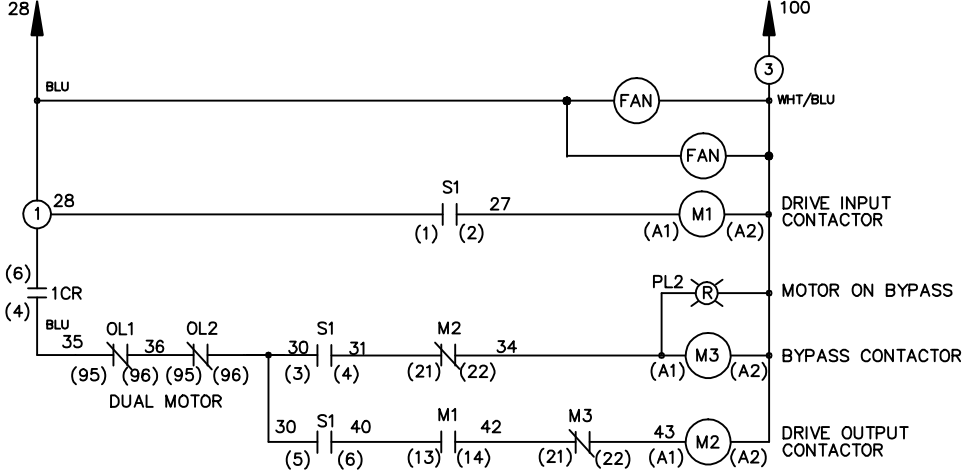 28
100
3
BLU
FAN
WHT/BLU
FAN
1
28
S1
27
M1
DRIVE INPUT
CONTACTOR
(1)
(2)
(A1)
(A2)
(6)
1CR
(4)
PL2
R
MOTOR ON BYPASS
BLU
35
OL1
36
OL2
30
S1
31
M2
34
M3
BYPASS CONTACTOR
(95)
(96)
(95)
(96)
(3)
(4)
(21)
(22)
(A1)
(A2)
DUAL MOTOR
30
S1
40
M1
42
M3
43
M2
DRIVE OUTPUT
CONTACTOR
(5)
(6)
(13)
(14)
(21)
(22)
(A1)
(A2)